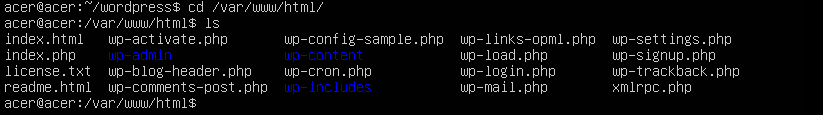 acer@acer:~/wordpress$ cd /var/www/html/
acer@acer:/var/www/html$ ls
index.html   wp-activate.php        wp-config-sample.php  wp-links-opml.php  wp-settings.php
index.php    wp-admin               wp-content            wp-load.php        wp-signup.php
license.txt  wp-blog-header.php     wp-cron.php           wp-login.php       wp-trackback.php
readme.html  wp-comments-post.php   wp-includes           wp-mail.php        xmlrpc.php
acer@acer:/var/www/html$